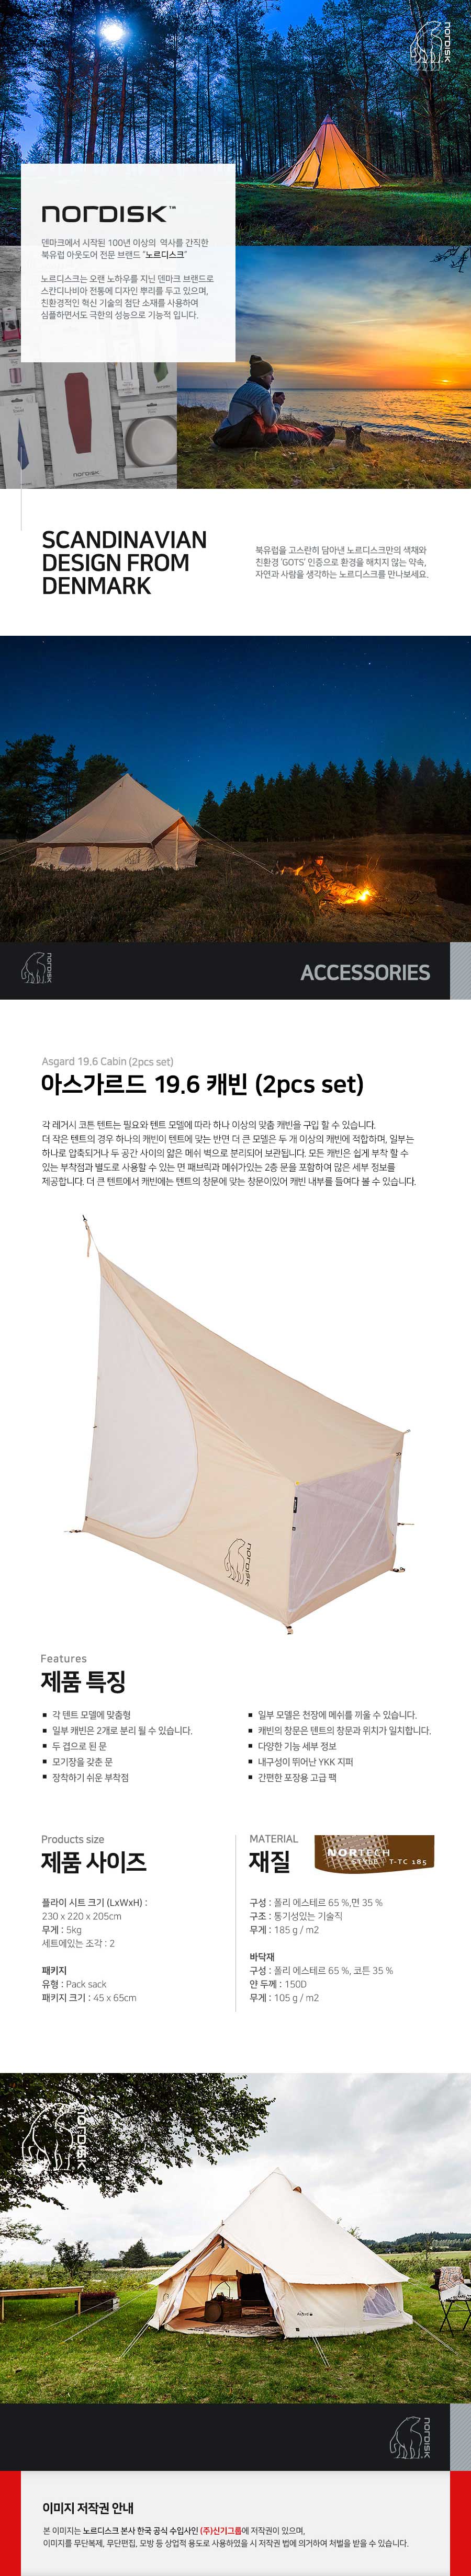 norDISK
norDISK™
덴마크에서 시작된 100년 이상의 역사를 간직한
북유럽 아웃도어 전문 브랜드 "노르디스크"
노르디스크는 오랜 노하우를 지닌 덴마크 브랜드로
스칸디나비아 전통에 디자인 뿌리를 두고 있으며,
친환경적인 혁신 기술의 첨단 소재를 사용하여
심플하면서도 극한의 성능으로 기능적 입니다.
norDISK
SCANDINAVIAN
DESIGN FROM
DENMARK
북유럽을 고스란히 담아낸 노르디스크만의 색채와
친환경 'GOTS' 인증으로 환경을 해치지 않는 약속,
자연과 사람을 생각하는 노르디스크를 만나보세요.
norDISK
ACCESSORIES
Asgard 19.6 Cabin (2pcs set)
아스가르드 19.6 캐빈 (2pcs set)
각 레거시 코튼 텐트는 필요와 텐트 모델에 따라 하나 이상의 맞춤 캐빈을 구입 할 수 있습니다.
더 작은 텐트의 경우 하나의 캐빈이 텐트에 맞는 반면 더 큰 모델은 두 개 이상의 캐빈에 적합하며, 일부는
하나로 압축되거나 두 공간 사이의 얇은 메쉬 벽으로 분리되어 보관됩니다. 모든 캐빈은 쉽게 부착 할 수
있는 부착점과 별도로 사용할 수 있는 면 패브릭과 메쉬가있는 2층 문을 포함하여 많은 세부 정보를
제공합니다. 더 큰 텐트에서 캐빈에는 텐트의 창문에 맞는 창문이있어 캐빈 내부를 들여다 볼 수 있습니다.
norDISK
Features
제품 특징
▪ 각 텐트 모델에 맞춤형
▪ 일부 캐빈은 2개로 분리 될 수 있습니다.
▪ 두 겹으로 된 문
▪ 모기장을 갖춘 문
▪ 장착하기 쉬운 부착점
▪ 일부 모델은 천장에 메쉬를 끼울 수 있습니다.
▪ 캐빈의 창문은 텐트의 창문과 위치가 일치합니다.
▪ 다양한 기능 세부 정보
▪ 내구성이 뛰어난 YKK 지퍼
▪ 간편한 포장용 고급 팩
Products size
제품 사이즈
플라이 시트 크기 (LxWxH) :
230 x 220 x 205cm
무게 : 5kg
세트에있는 조각 : 2
패키지
유형 : Pack sack
패키지 크기 : 45 x 65cm
MATERIAL
재질
NORTECH
STYLE: T-TC 185
구성 : 폴리 에스테르 65 %,면 35 %
구조 : 통기성있는 기술직
무게 : 185 g / m2
바닥재
구성 : 폴리 에스테르 65 %, 코튼 35 %
얀 두께 : 150D
무게 : 105 g / m2
norDISK
norDISK
이미지 저작권 안내
본 이미지는 노르디스크 본사 한국 공식 수입사인 (주)신기그룹에 저작권이 있으며,
이미지를 무단복제, 무단편집, 모방 등 상업적 용도로 사용하였을 시 저작권 법에 의거하여 처벌을 받을 수 있습니다.